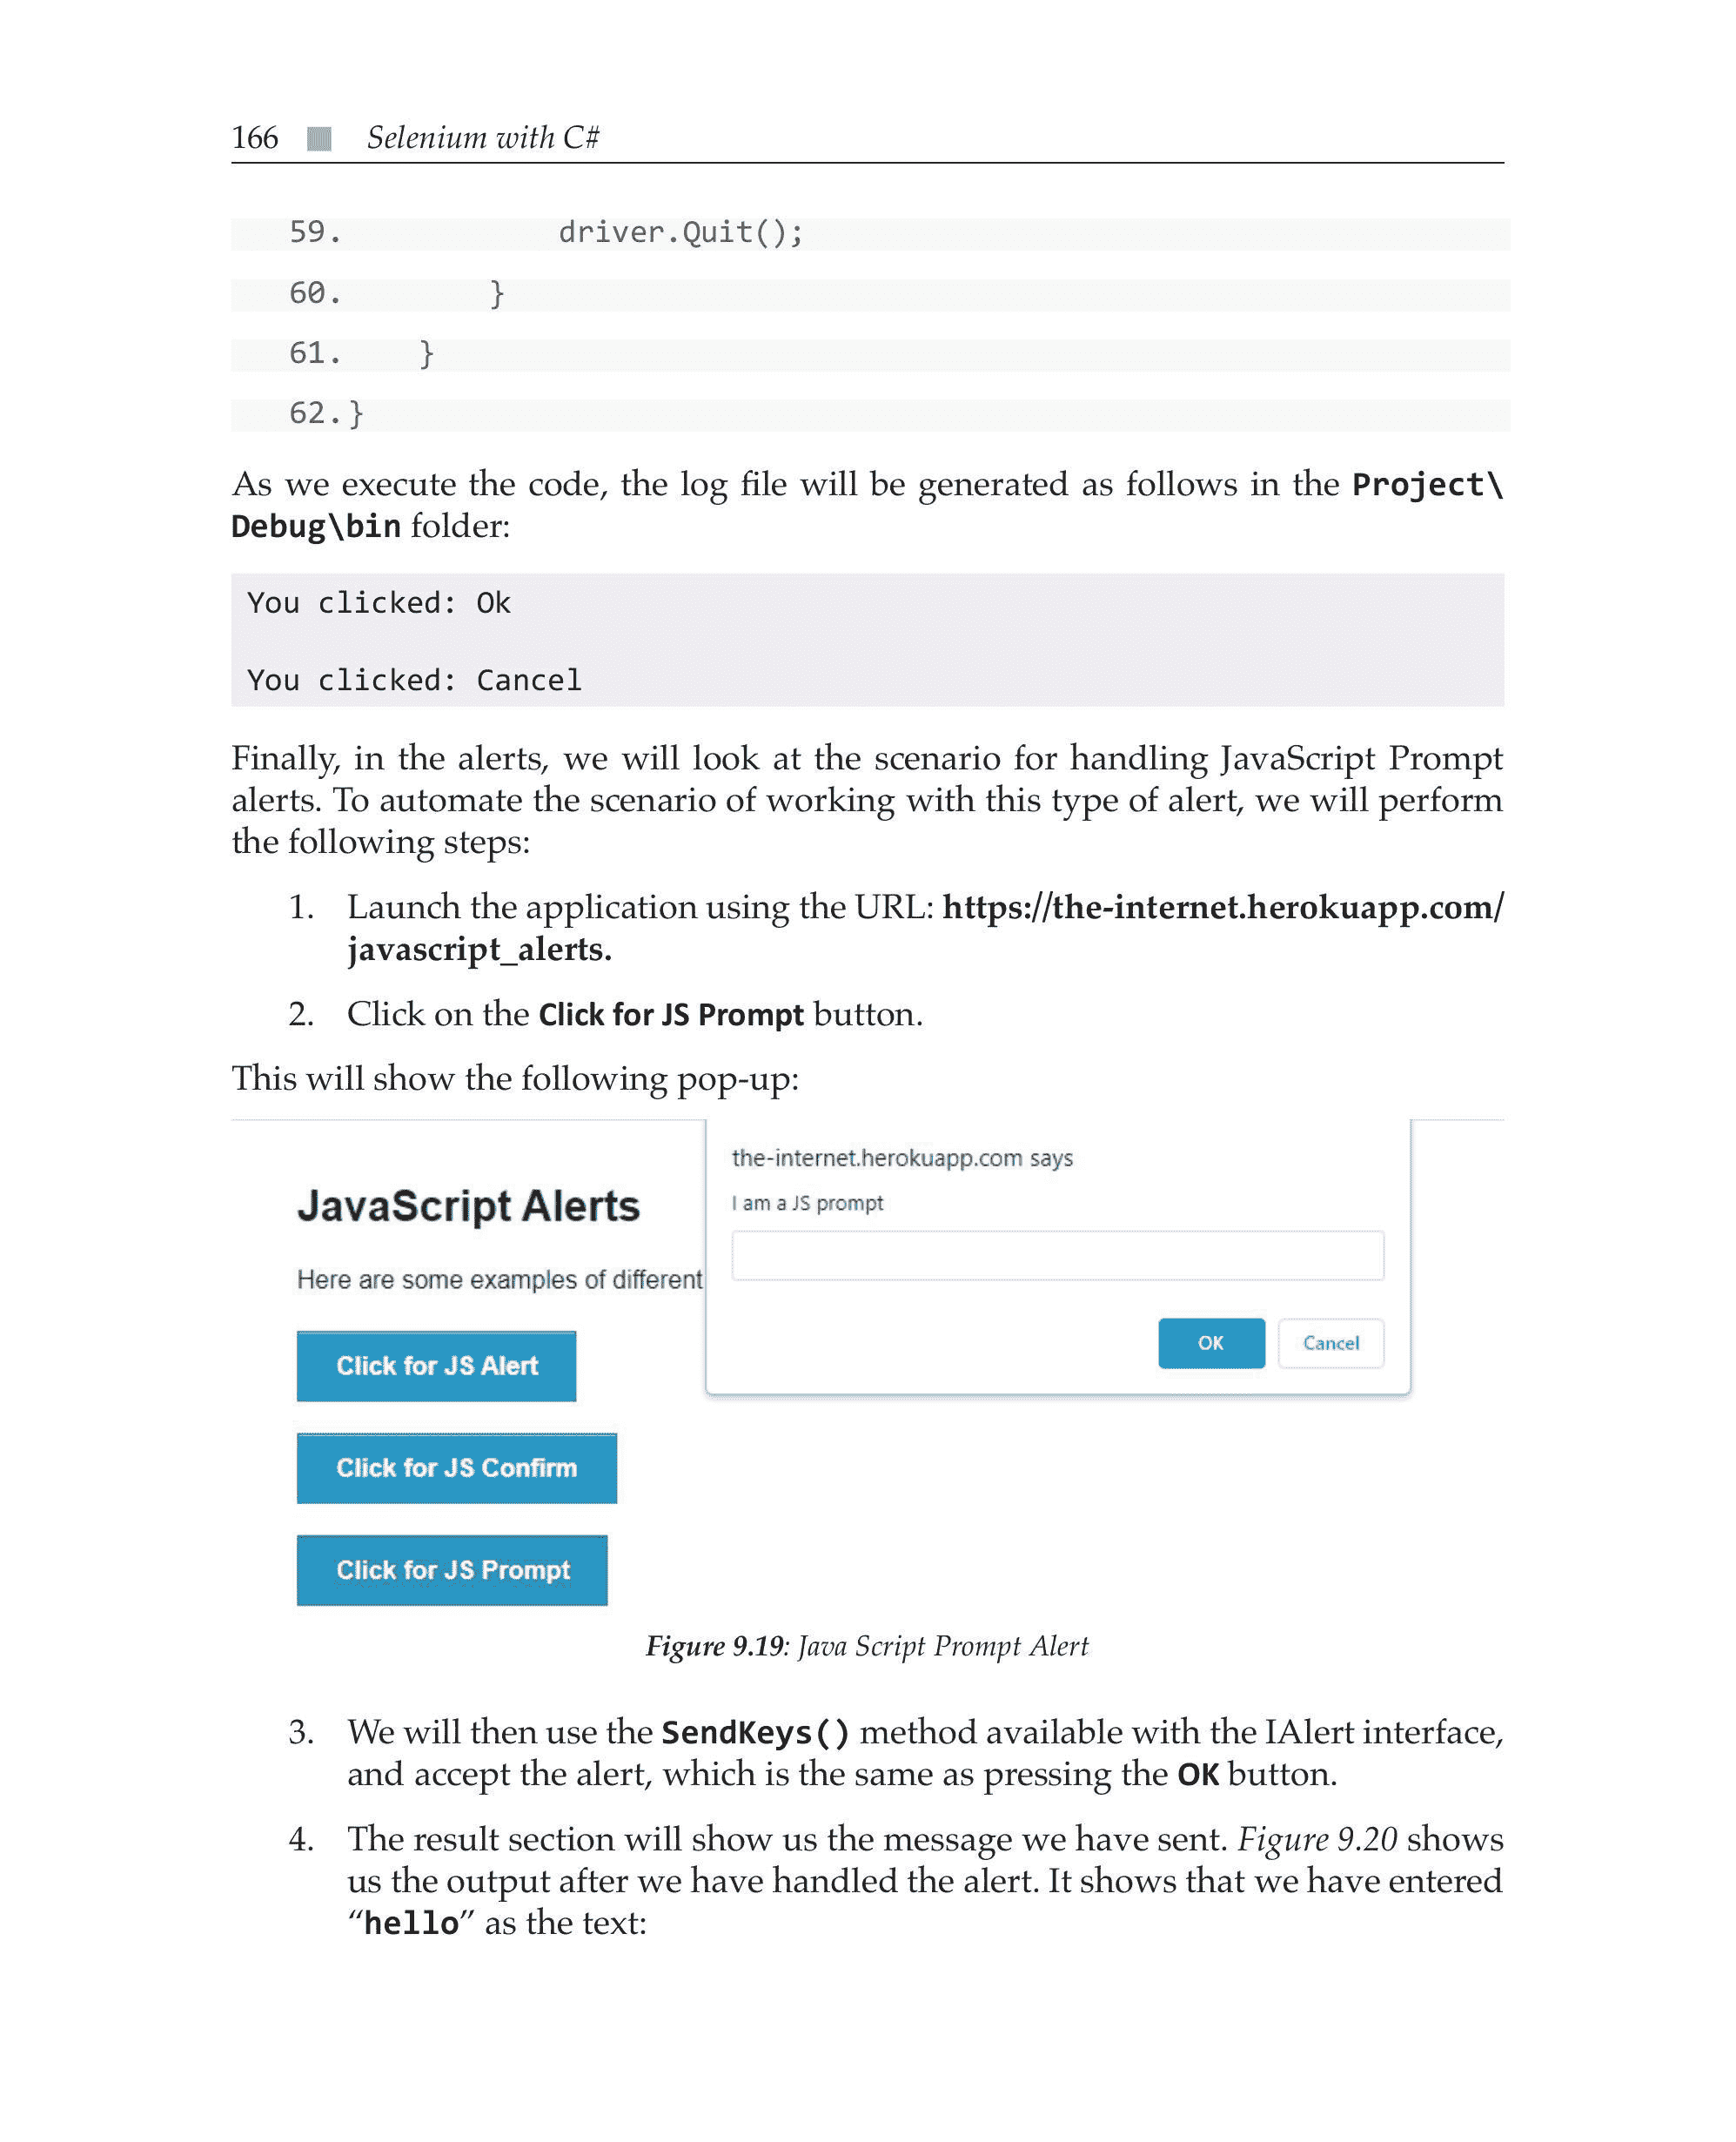 166 Selenium with C#
59. driver.Quit();
60. }
61. }
62.}
As we execute the code, the log file will be generated as follows in the Project\
Debug\bin folder:
You clicked: Ok
You clicked: Cancel
Finally, in the alerts, we will look at the scenario for handling JavaScript Prompt
alerts. To automate the scenario of working with this type of alert, we will perform
the following steps:
1. Launch the application using the URL: https://the-internet.herokuapp.com/
javascript_alerts.
2. Click on the Click for JS Prompt button.
This will show the following pop-up:
the-internet.herokuapp.com says
I am a JS prompt
OK Cancel
JavaScript Alerts
Here are some examples of different
Click for JS Alert
Click for JS Confirm
Click for JS Prompt
Figure 9.19: Java Script Prompt Alert
3. We will then use the SendKeys() method available with the IAlert interface,
and accept the alert, which is the same as pressing the OK button.
4. The result section will show us the message we have sent. Figure 9.20 shows
us the output after we have handled the alert. It shows that we have entered
“hello” as the text: